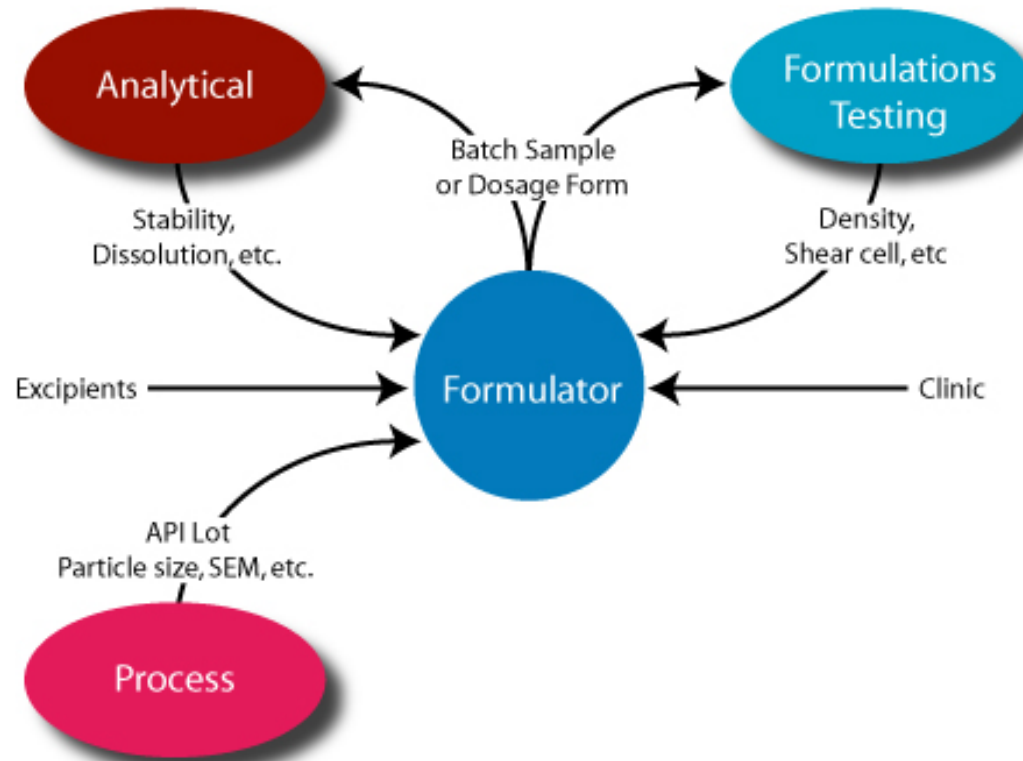 Analytical
Formulations
Testing
Batch Sample
or Dosage Form
Stability,
Dissolution, etc.
Density,
Shear cell, etc
Excipients
Formulator
Clinic
API Lot
Particle size, SEM, etc.
Process